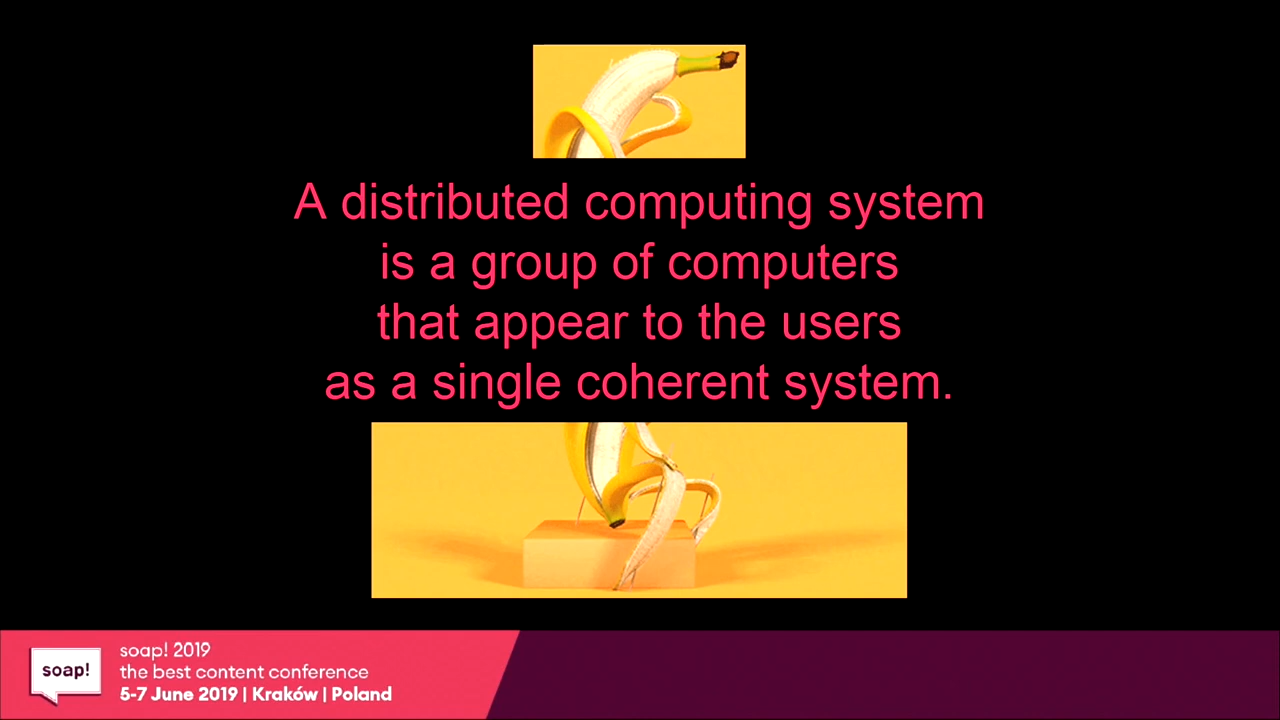 A distributed computing system
is a group of computers
that appear to the users
as a single coherent system.
soap!
soap! 2019
the best content conference
5-7 June 2019 | Kraków | Poland